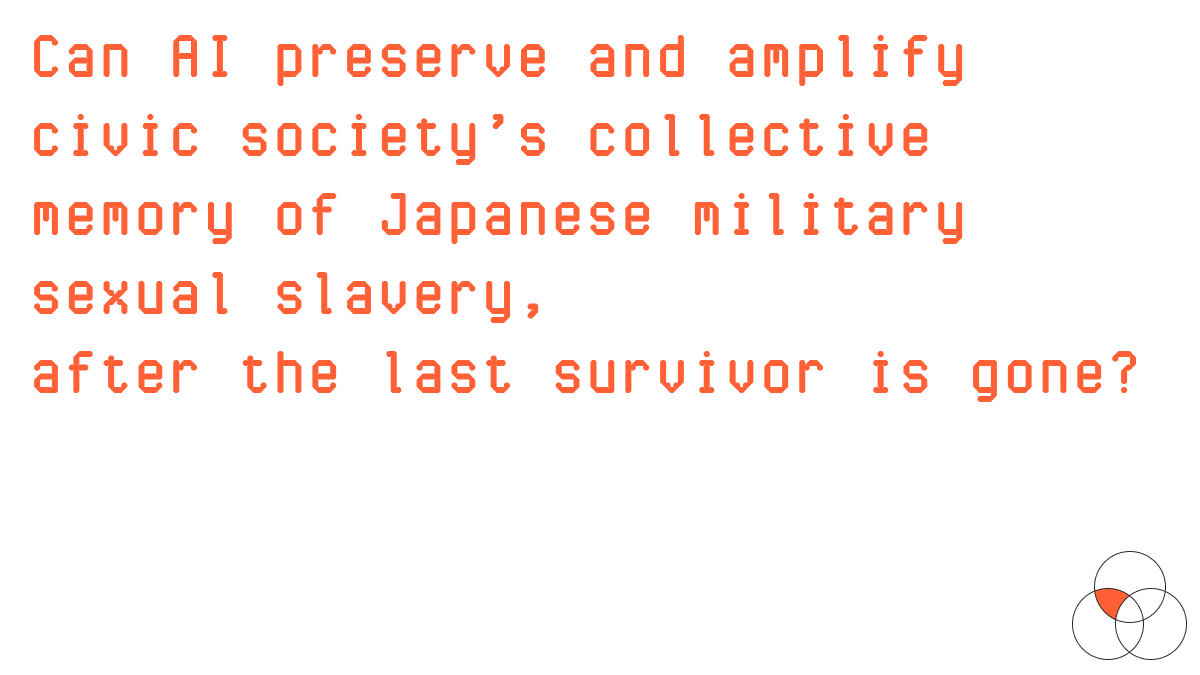 Can AI preserve and amplify
civic society’s collective
memory of Japanese military
sexual slavery,
after the last survivor is gone?